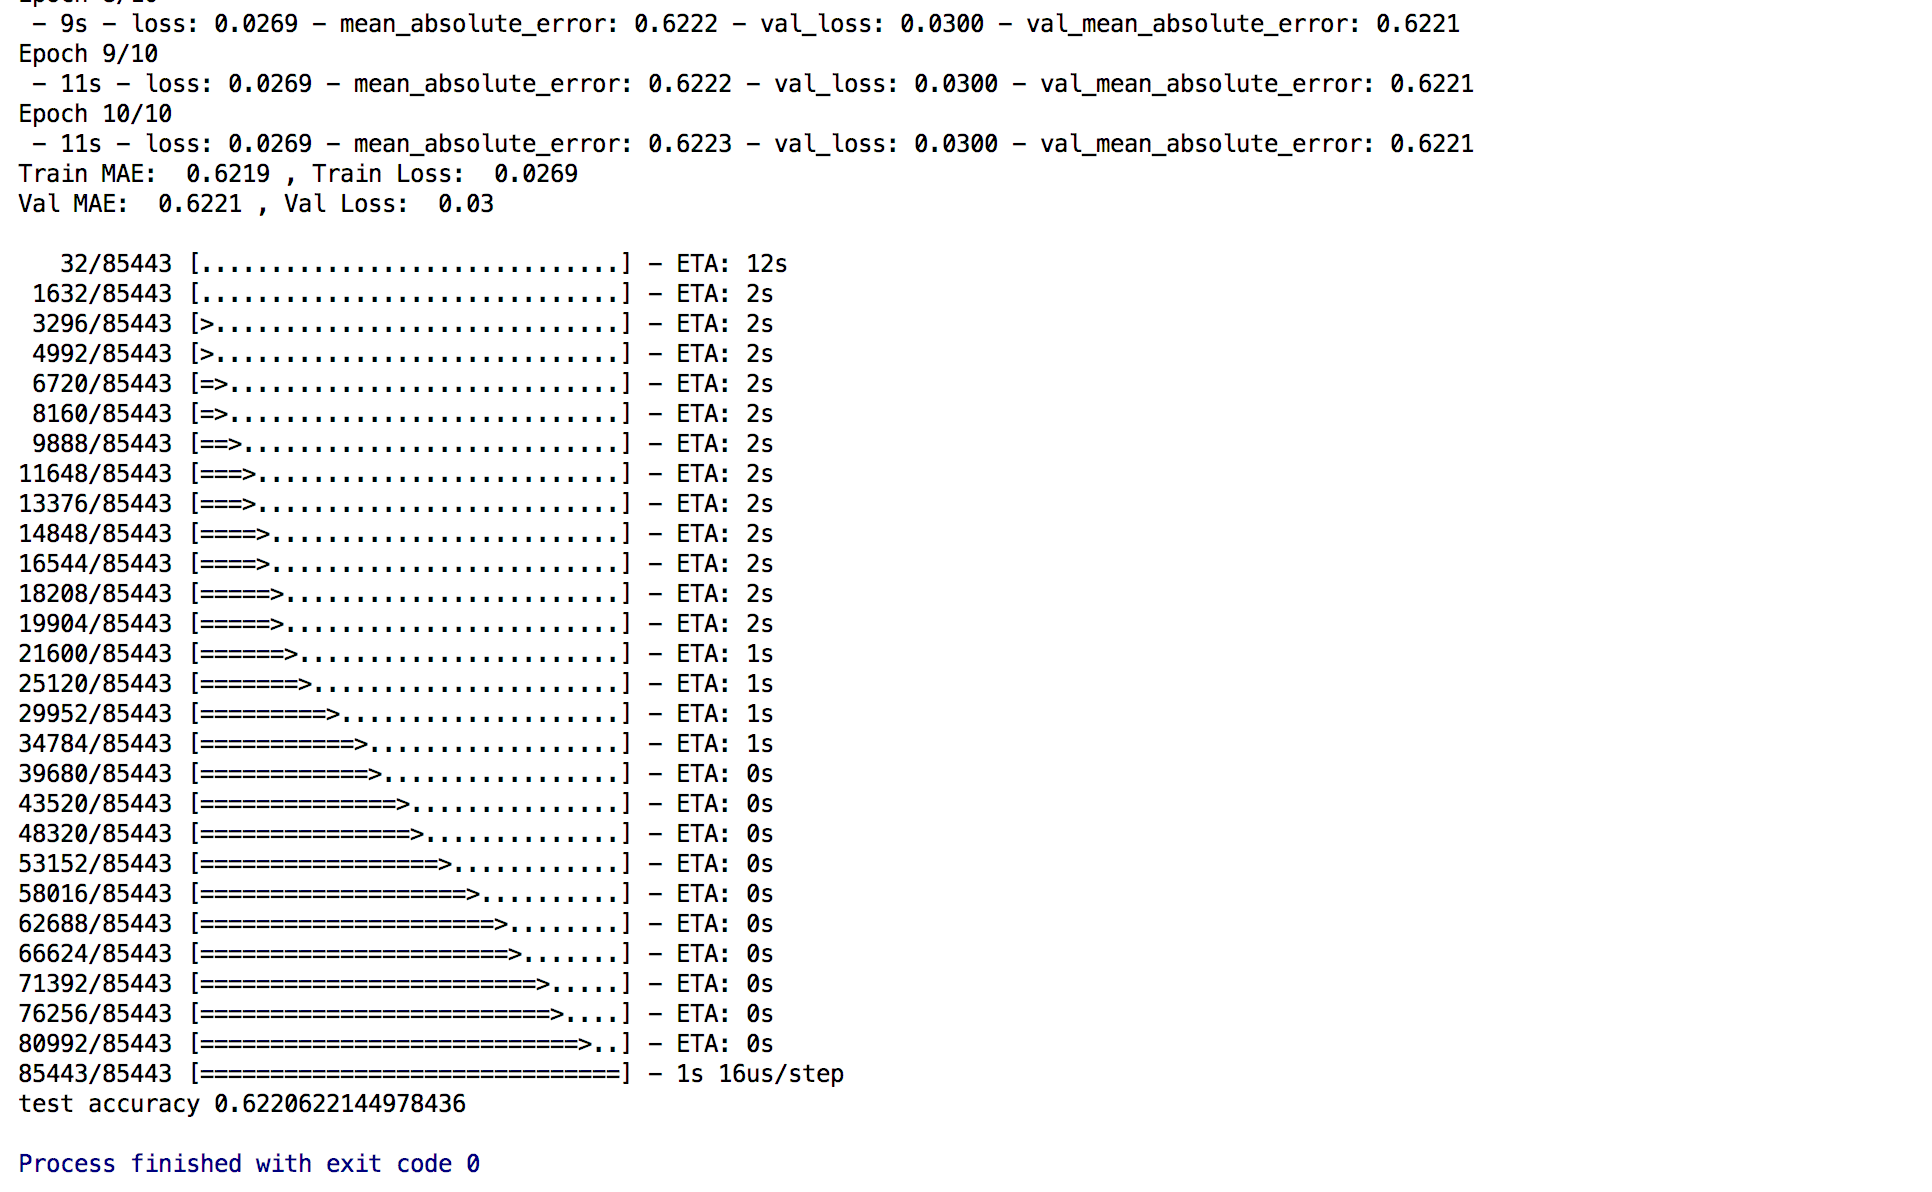 Epoch 8/10
 - 9s - loss: 0.0269 - mean_absolute_error: 0.6222 - val_loss: 0.0300 - val_mean_absolute_error: 0.6221
Epoch 9/10
 - 11s - loss: 0.0269 - mean_absolute_error: 0.6222 - val_loss: 0.0300 - val_mean_absolute_error: 0.6221
Epoch 10/10
 - 11s - loss: 0.0269 - mean_absolute_error: 0.6223 - val_loss: 0.0300 - val_mean_absolute_error: 0.6221
Train MAE:  0.6219 , Train Loss:  0.0269
Val MAE:  0.6221 , Val Loss:  0.03
   32/85443 [..............................] - ETA: 12s
 1632/85443 [..............................] - ETA: 2s
 3296/85443 [>.............................] - ETA: 2s
 4992/85443 [>.............................] - ETA: 2s
 6720/85443 [=>............................] - ETA: 2s
 8160/85443 [=>............................] - ETA: 2s
 9888/85443 [==>...........................] - ETA: 2s
11648/85443 [===>..........................] - ETA: 2s
13376/85443 [===>..........................] - ETA: 2s
14848/85443 [====>.........................] - ETA: 2s
16544/85443 [====>.........................] - ETA: 2s
18208/85443 [=====>........................] - ETA: 2s
19904/85443 [=====>........................] - ETA: 2s
21600/85443 [======>.......................] - ETA: 1s
25120/85443 [=======>......................] - ETA: 1s
29952/85443 [=========>....................] - ETA: 1s
34784/85443 [===========>..................] - ETA: 1s
39680/85443 [============>.................] - ETA: 0s
43520/85443 [==============>...............] - ETA: 0s
48320/85443 [===============>..............] - ETA: 0s
53152/85443 [=================>............] - ETA: 0s
58016/85443 [===================>..........] - ETA: 0s
62688/85443 [=====================>........] - ETA: 0s
66624/85443 [======================>.......] - ETA: 0s
71392/85443 [========================>.....] - ETA: 0s
76256/85443 [=========================>....] - ETA: 0s
80992/85443 [===========================>..] - ETA: 0s
85443/85443 [==============================] - 1s 16us/step
test accuracy 0.6220622144978436
Process finished with exit code 0